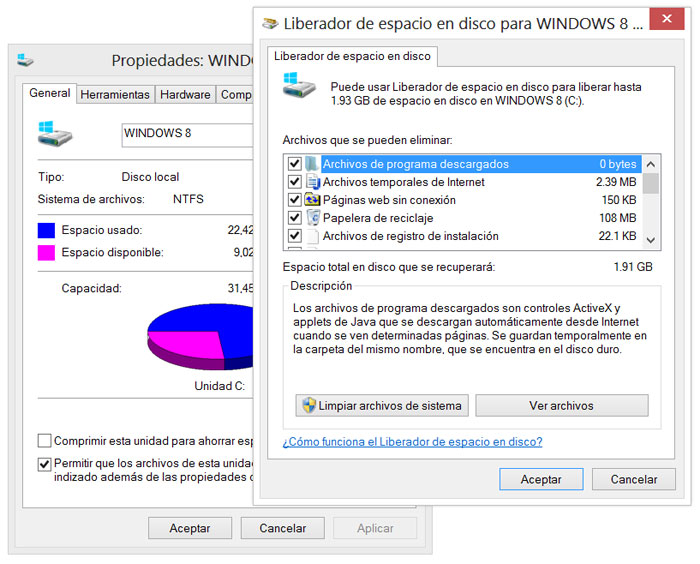 Propiedades: WIND
General
Herramientas
Hardware
WINDOWS 8
Tipo:
Disco local
Sistema de archivos:
NTFS
Espacio usado:
22,42
Espacio disponible:
9,02
Capacidad:
31,45
Unidad C:
Comprimir esta unidad para ahorrar esp
Permitir que los archivos de esta unidad
indizado además de las propiedades
Aceptar
Cancelar
Aplicar
Liberador de espacio en disco para WINDOWS 8 ...
Liberador de espacio en disco
Puede usar Liberador de espacio en disco para liberar hasta
1.93 GB de espacio en disco en WINDOWS 8 (C:).
Archivos que se pueden eliminar:
Archivos de programa descargados 0 bytes
Archivos temporales de Internet 2.39 MB
Páginas web sin conexión 150 KB
Papelera de reciclaje 108 MB
Archivos de registro de instalación 22.1 KB
Espacio total en disco que se recuperará: 1.91 GB
Descripción
Los archivos de programa descargados son controles ActiveX y
applets de Java que se descargan automáticamente desde Internet
cuando se ven determinadas páginas. Se guardan temporalmente en
la carpeta del mismo nombre, que se encuentra en el disco duro.
Limpiar archivos de sistema
Ver archivos
¿Cómo funciona el Liberador de espacio en disco?
Aceptar
Cancelar